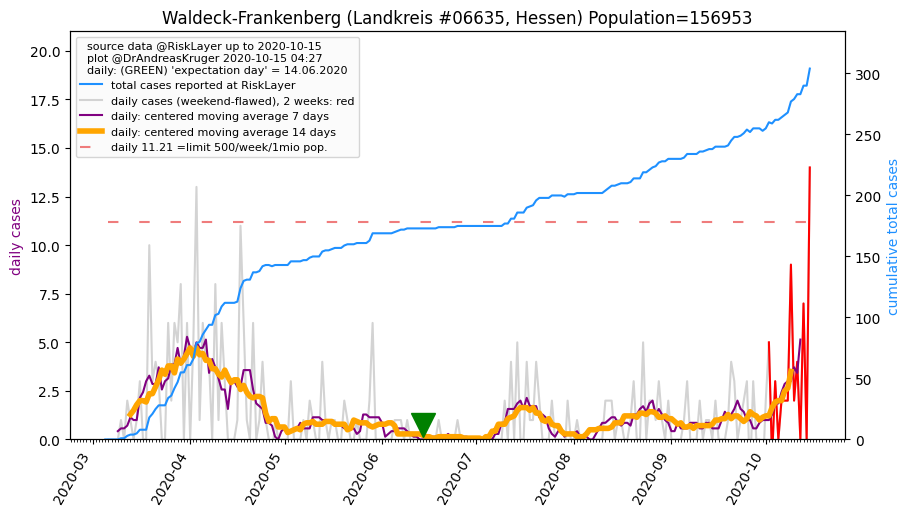 Waldeck-Frankenberg (Landkreis #06635, Hessen) Population=156953
source data @RiskLayer up to 2020-10-15
plot @DrAndreasKruger 2020-10-15 04:27
daily: (GREEN) 'expectation day' = 14.06.2020
total cases reported at RiskLayer
daily cases (weekend-flawed), 2 weeks: red
daily: centered moving average 7 days
daily: centered moving average 14 days
daily 11.21 =limit 500/week/1mio pop.
daily cases
20.0
17.5
15.0
12.5
10.0
7.5
5.0
2.5
0.0
300
250
200
150
100
50
0
cumulative total cases
2020-03
2020-04
2020-05
2020-06
2020-07
2020-08
2020-09
2020-10